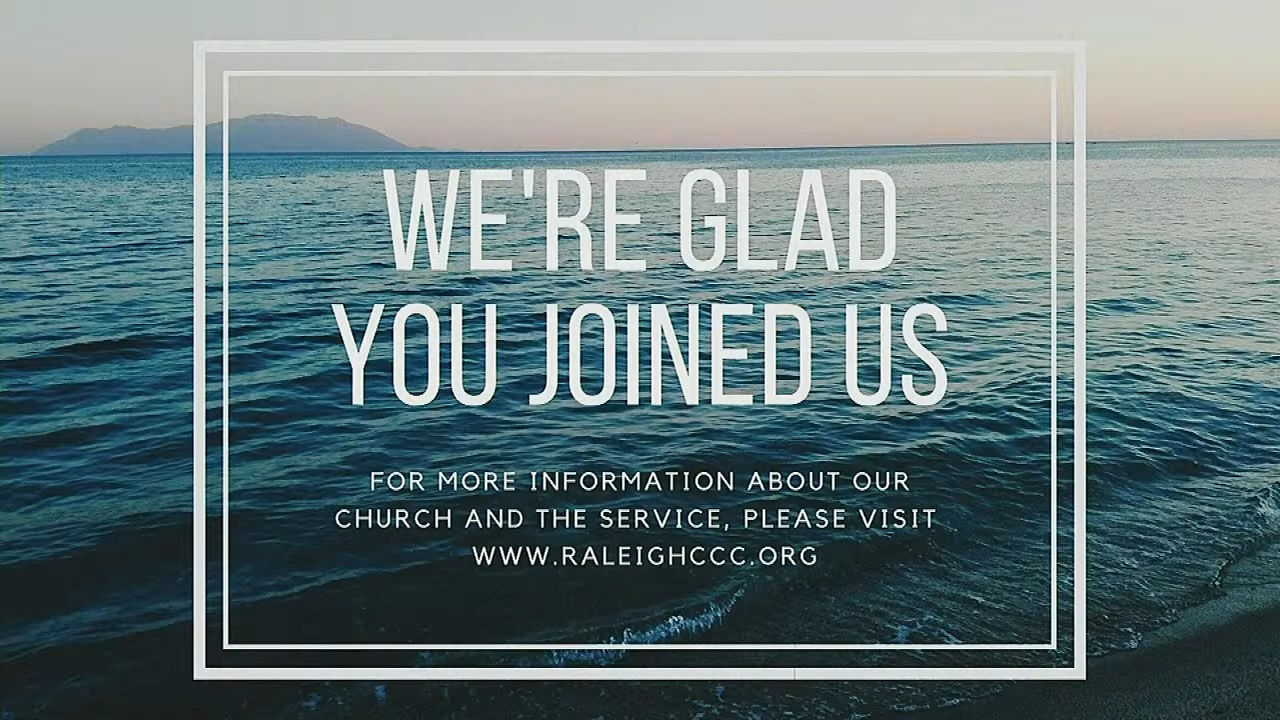 WE'RE GLAD
YOU JOINED US
FOR MORE INFORMATION ABOUT OUR
CHURCH AND THE SERVICE, PLEASE VISIT
WWW.RALEIGHCCC.ORG